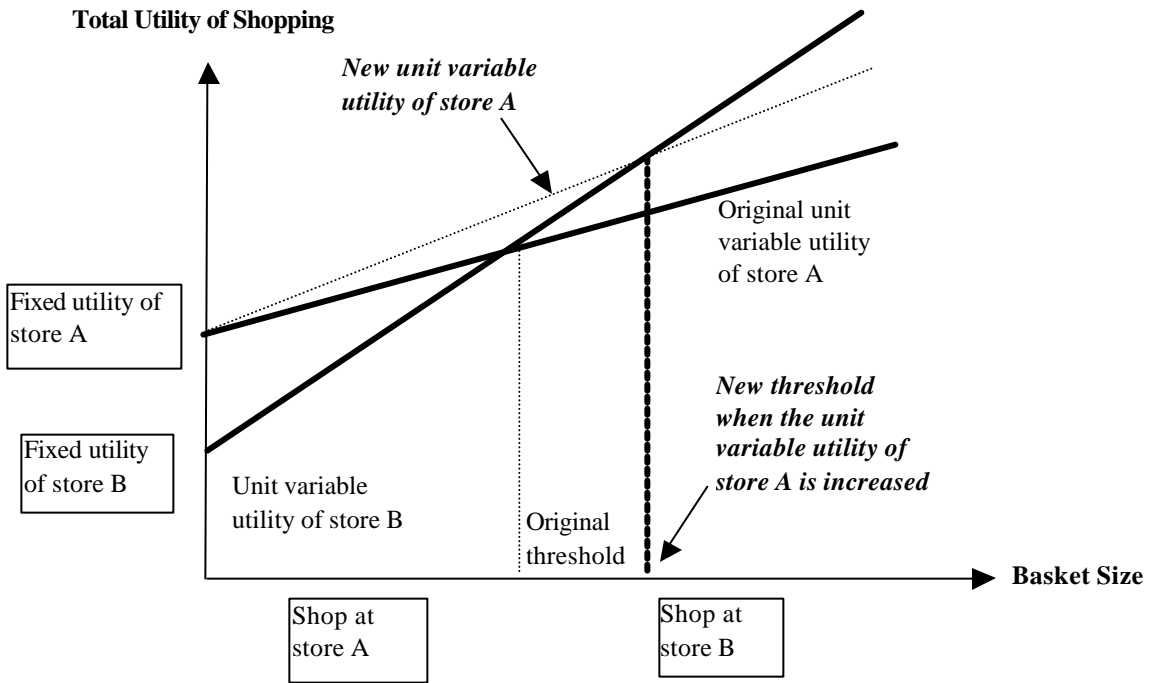 Total Utility of Shopping
New unit variable
utility of store A
Original unit
variable utility
of store A
Fixed utility of
store A
New threshold
when the unit
variable utility of
store A is increased
Fixed utility
of store B
Unit variable
utility of store B
Original
threshold
Basket Size
Shop at
store A
Shop at
store B